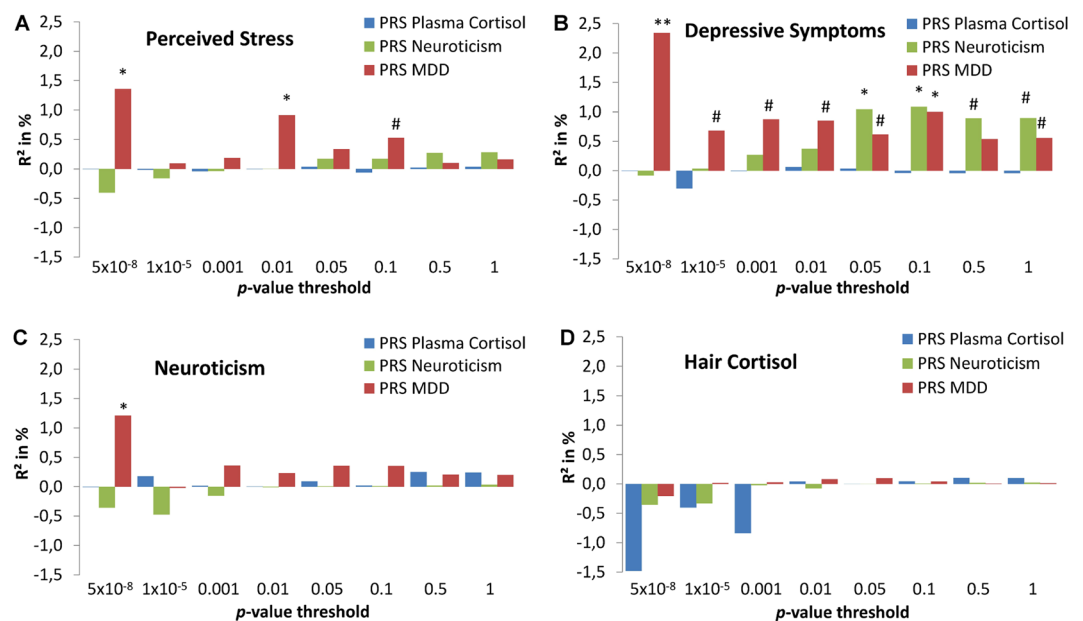 A
Perceived Stress
PRS Plasma Cortisol
PRS Neuroticism
PRS MDD
R² in %
2,5
2,0
1,5
1,0
0,5
0,0
-0,5
-1,0
-1,5
*
*
#
5x10⁻⁸ 1x10⁻⁵ 0.001 0.01 0.05 0.1 0.5 1
p-value threshold
B
Depressive Symptoms
PRS Plasma Cortisol
PRS Neuroticism
PRS MDD
R² in %
2,5
2,0
1,5
1,0
0,5
0,0
-0,5
-1,0
-1,5
**
# # # * # * * # # #
5x10⁻⁸ 1x10⁻⁵ 0.001 0.01 0.05 0.1 0.5 1
p-value threshold
C
Neuroticism
PRS Plasma Cortisol
PRS Neuroticism
PRS MDD
R² in %
2,5
2,0
1,5
1,0
0,5
0,0
-0,5
-1,0
-1,5
*
5x10⁻⁸ 1x10⁻⁵ 0.001 0.01 0.05 0.1 0.5 1
p-value threshold
D
Hair Cortisol
PRS Plasma Cortisol
PRS Neuroticism
PRS MDD
R² in %
2,5
2,0
1,5
1,0
0,5
0,0
-0,5
-1,0
-1,5
5x10⁻⁸ 1x10⁻⁵ 0.001 0.01 0.05 0.1 0.5 1
p-value threshold